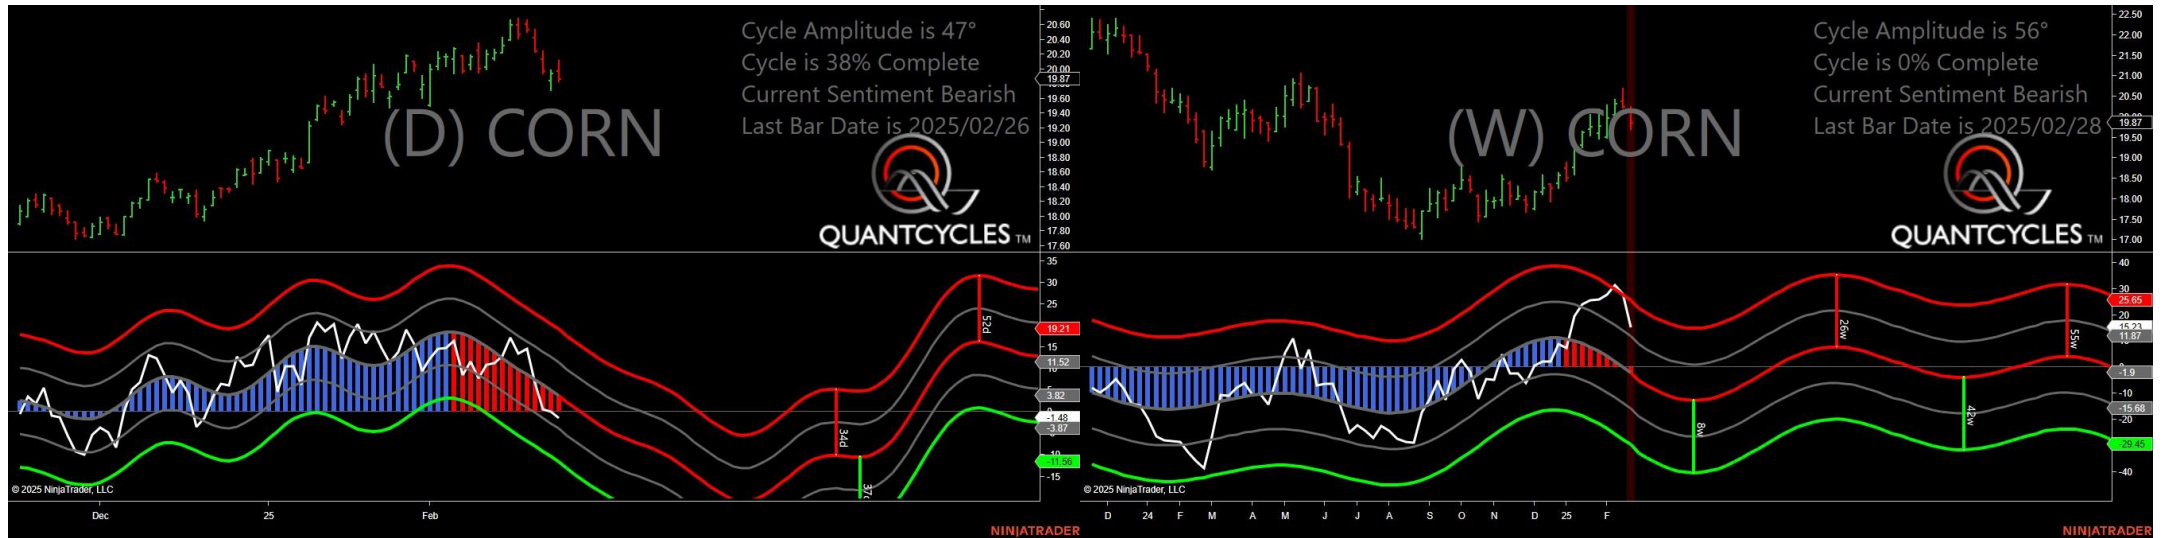 Cycle Amplitude is 47°
Cycle is 38% Complete
Current Sentiment Bearish
Last Bar Date is 2025/02/26
(D) CORN
QUANTCYCLES TM
20.60
20.40
20.20
20.00
19.87
19.60
19.40
19.20
19.00
18.80
18.60
18.40
18.20
18.00
17.80
17.60
35
30
25
19.21
15
11.52
3.82
-1.48
-3.87
-10
-11.56
-15
52d
34d
© 2025 NinjaTrader, LLC
Dec
25
Feb
NINJATRADER
Cycle Amplitude is 56°
Cycle is 0% Complete
Current Sentiment Bearish
Last Bar Date is 2025/02/28
(W) CORN
QUANTCYCLES TM
22.50
22.00
21.50
21.00
20.50
19.87
19.50
19.00
18.50
18.00
17.50
17.00
40
30
25.65
20
15.23
11.87
-1.9
-10
-15.68
-20
-29.45
-40
8w
26w
42w
55w
© 2025 NinjaTrader, LLC
D 24 F M A M J J A S O N D 25 F
NINJATRADER